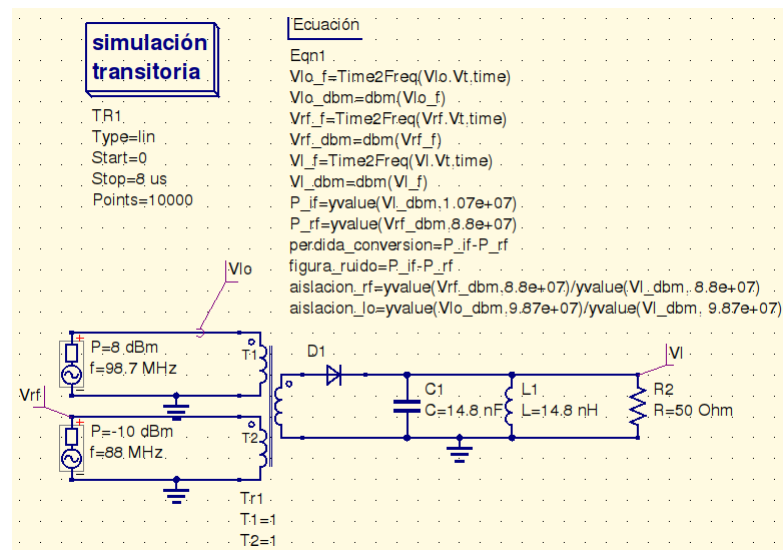 simulación
transitoria
TR1
Type=lin
Start=0
Stop=8 us
Points=10000
Ecuación
Eqn1
Vlo_f=Time2Freq(Vlo.Vt,time)
Vlo_dbm=dbm(Vlo_f)
Vrf_f=Time2Freq(Vrf.Vt,time)
Vrf_dbm=dbm(Vrf_f)
Vl_f=Time2Freq(Vl.Vt,time)
Vl_dbm=dbm(Vl_f)
P_if=yvalue(Vl_dbm,1.07e+07)
P_rf=yvalue(Vrf_dbm,8.8e+07)
perdida_conversion=P_if-P_rf
figura_ruido=P_if-P_rf
aislacion_rf=yvalue(Vrf_dbm,8.8e+07)/yvalue(Vl_dbm, 8.8e+07)
aislacion_lo=yvalue(Vlo_dbm,9.87e+07)/yvalue(Vl_dbm, 9.87e+07)
Vlo
P=8 dBm
f=98.7 MHz
T1
D1
Vl
C1
C=14.8 nF
L1
L=14.8 nH
R2
R=50 Ohm
Vrf
P=-10 dBm
f=88 MHz
T2
Tr1
T1=1
T2=1